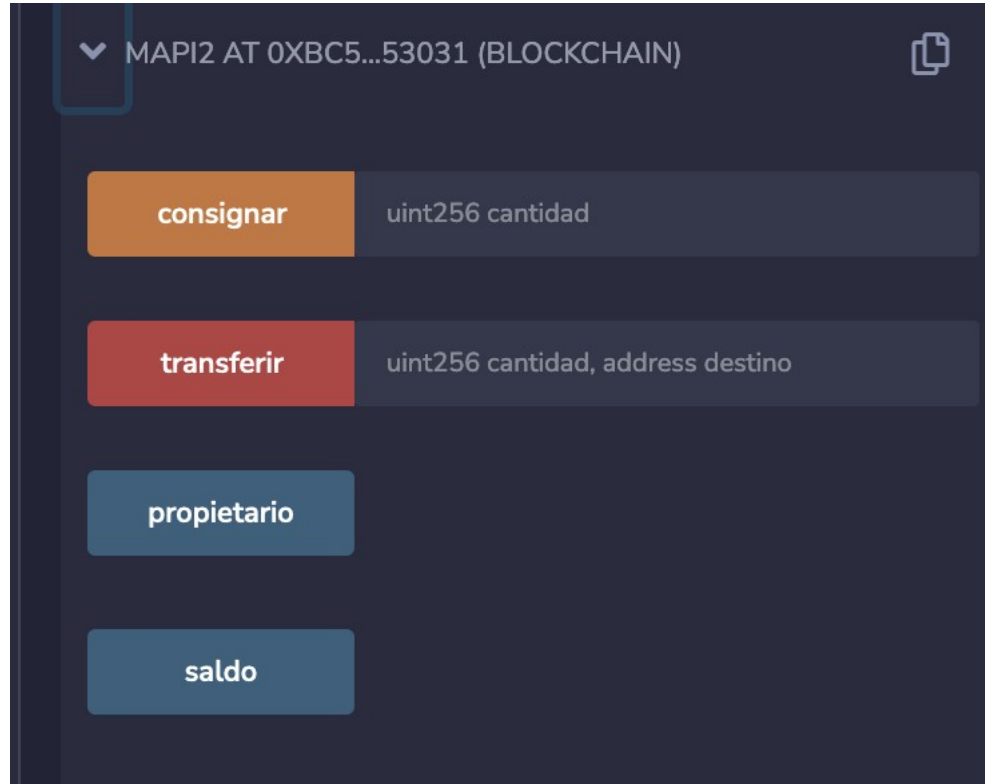 MAPI2 AT 0XBC5...53031 (BLOCKCHAIN)
consignar uint256 cantidad
transferir uint256 cantidad, address destino
propietario
saldo